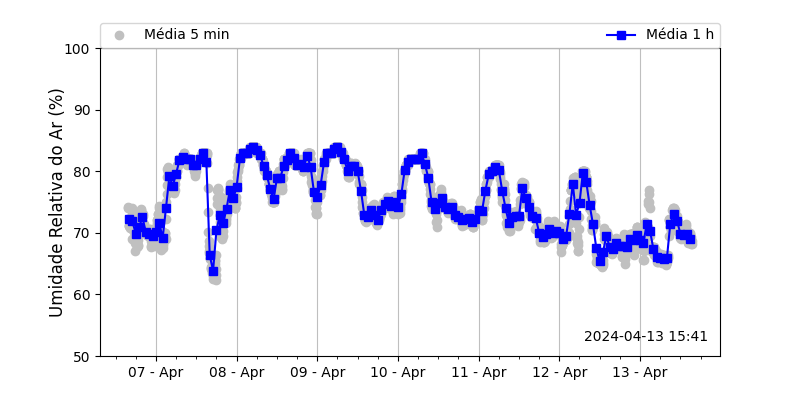 Média 5 min
Média 1 h
Umidade Relativa do Ar (%)
100
90
80
70
60
50
2024-04-13 15:41
07 - Apr
08 - Apr
09 - Apr
10 - Apr
11 - Apr
12 - Apr
13 - Apr